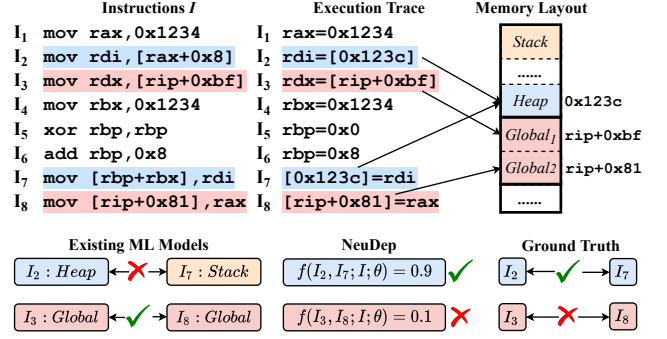 Instructions I Execution Trace Memory Layout
I1 mov rax,0x1234 I1 rax=0x1234 Stack
I2 mov rdi,[rax+0x8] I2 rdi=[0x123c]
I3 mov rdx,[rip+0xbf] I3 rdx=[rip+0xbf] ......
I4 mov rbx,0x1234 I4 rbx=0x1234 Heap 0x123c
I5 xor rbp,rbp I5 rbp=0x0 Global1 rip+0xbf
I6 add rbp,0x8 I6 rbp=0x8
I7 mov [rbp+rbx],rdi I7 [0x123c]=rdi Global2 rip+0x81
I8 mov [rip+0x81],rax I8 [rip+0x81]=rax ......
Existing ML Models NeuDep Ground Truth
I2 : Heap I7 : Stack f(I2, I7; I; θ) = 0.9 I2 I7
I3 : Global I8 : Global f(I3, I8; I; θ) = 0.1 I3 I8